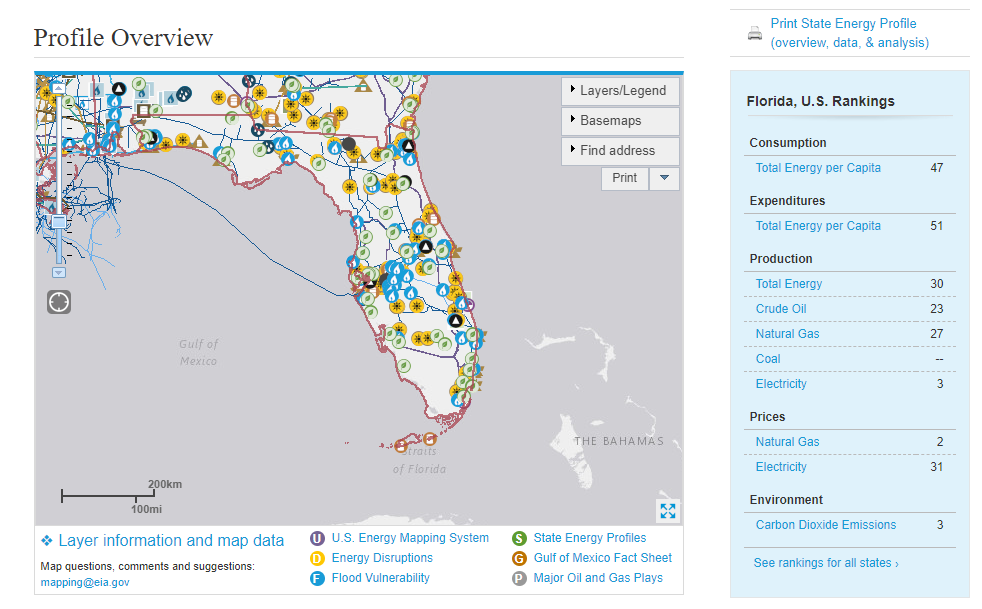 Profile Overview
Print State Energy Profile
(overview, data, & analysis)
Layers/Legend
Basemaps
Find address
Print
Gulf of
Mexico
THE BAHAMAS
Straits
of Florida
200km
100mi
Layer information and map data
Map questions, comments and suggestions:
mapping@eia.gov
U U.S. Energy Mapping System
D Energy Disruptions
F Flood Vulnerability
S State Energy Profiles
G Gulf of Mexico Fact Sheet
P Major Oil and Gas Plays
Florida, U.S. Rankings
Consumption
Total Energy per Capita 47
Expenditures
Total Energy per Capita 51
Production
Total Energy 30
Crude Oil 23
Natural Gas 27
Coal --
Electricity 3
Prices
Natural Gas 2
Electricity 31
Environment
Carbon Dioxide Emissions 3
See rankings for all states ›